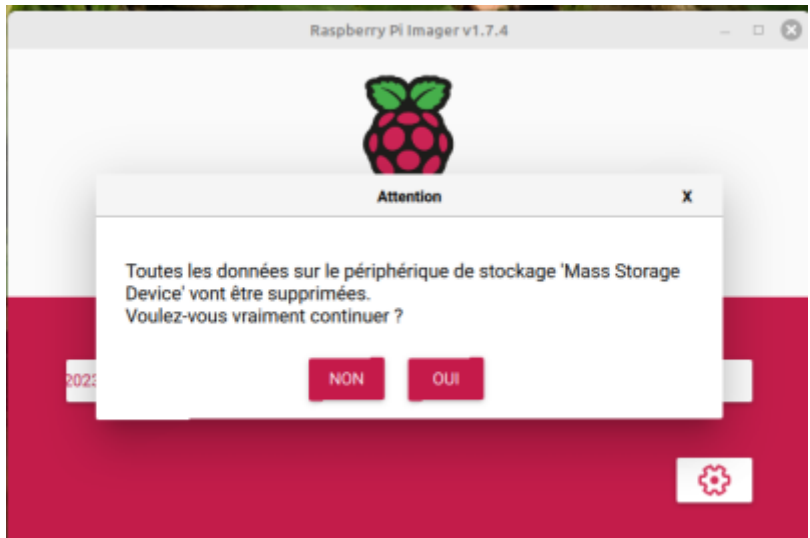 Raspberry Pi Imager v1.7.4
Attention
X
Toutes les données sur le périphérique de stockage 'Mass Storage
Device' vont être supprimées.
Voulez-vous vraiment continuer ?
2023
NON
OUI